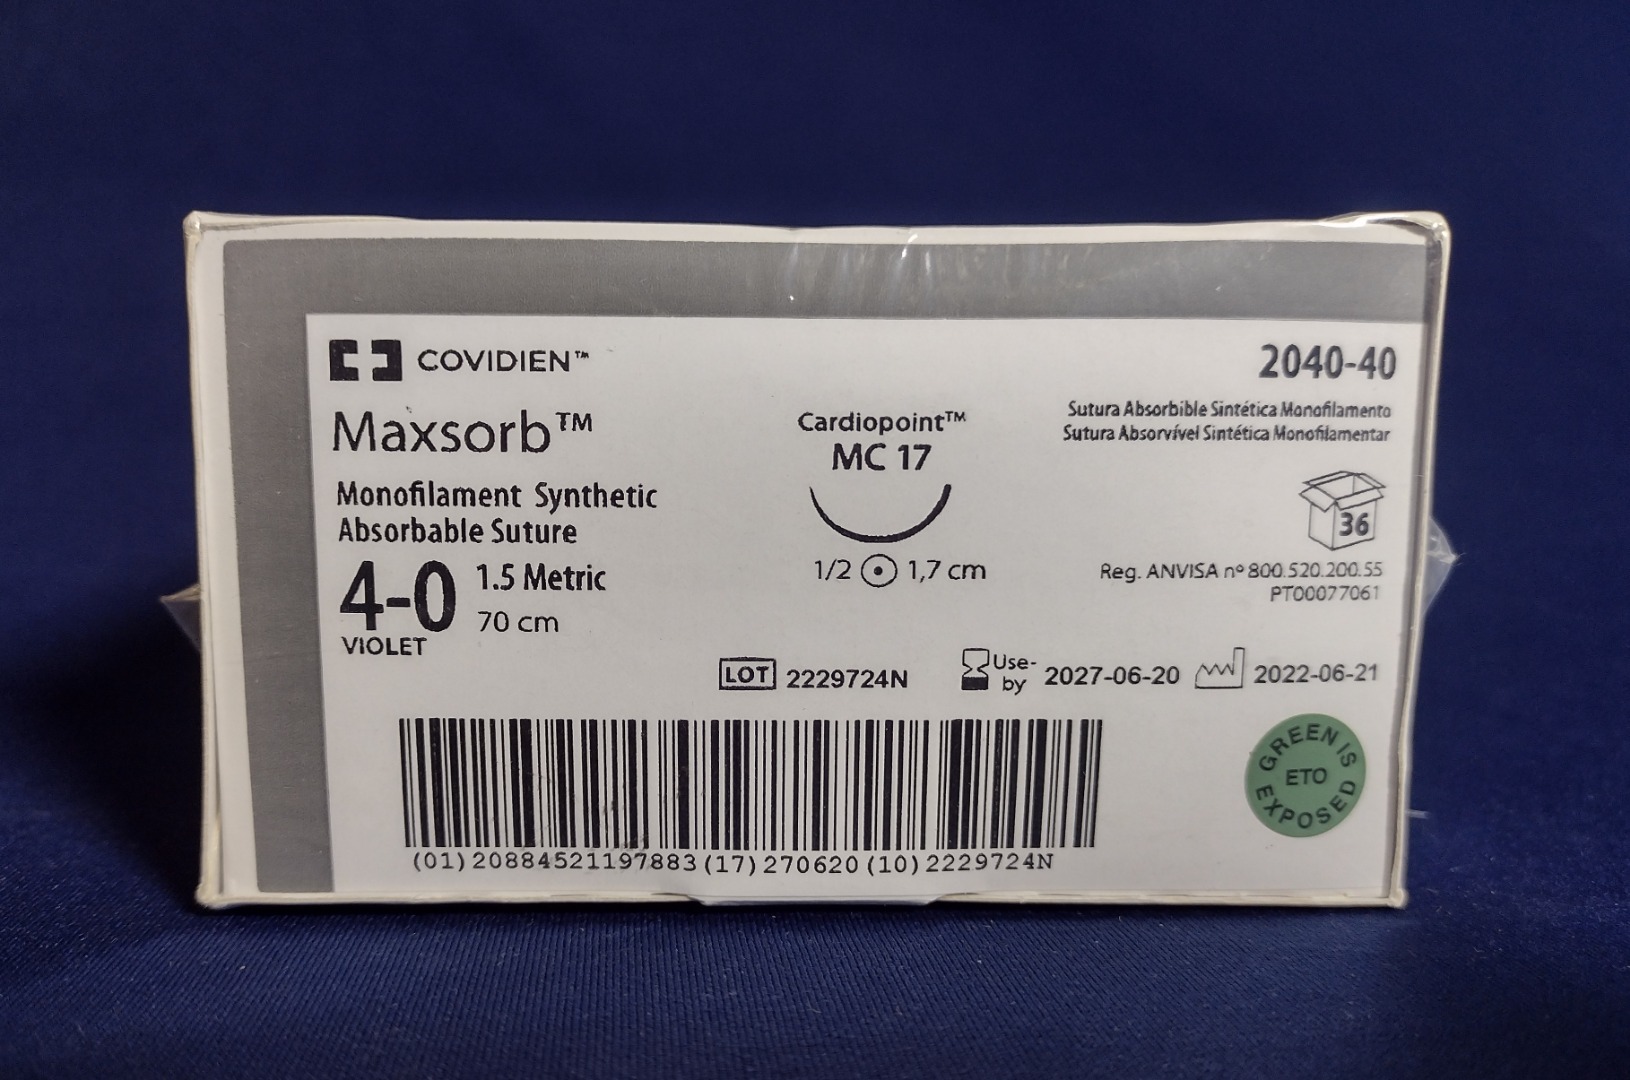 COVIDIEN™
2040-40
Maxsorb™
Cardiopoint™
MC 17
Sutura Absorbible Sintética Monofilamento
Sutura Absorvível Sintética Monofilamentar
Monofilament Synthetic
Absorbable Suture
36
4-0
1.5 Metric
70 cm
VIOLET
1/2 1,7 cm
Reg. ANVISA nº 800.520.200.55
PT00077061
LOT 2229724N
Use-
by 2027-06-20 2022-06-21
GREEN IS
ETO
EXPOSED
(01)20884521197883(17)270620(10)2229724N